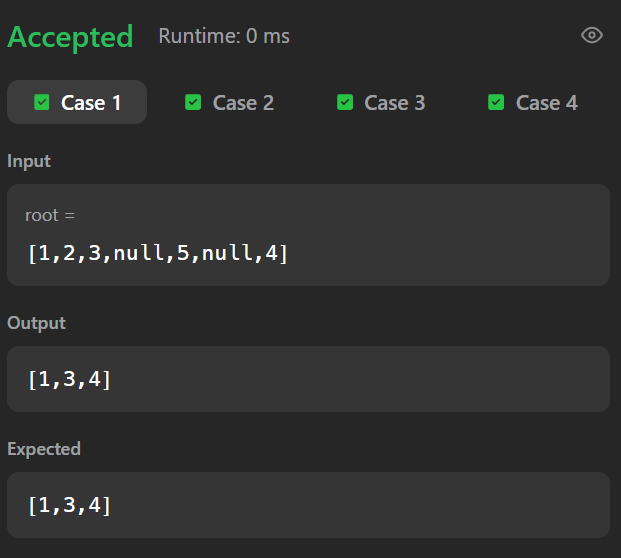 Accepted Runtime: 0 ms
Case 1 Case 2 Case 3 Case 4
Input
root =
[1,2,3,null,5,null,4]
Output
[1,3,4]
Expected
[1,3,4]